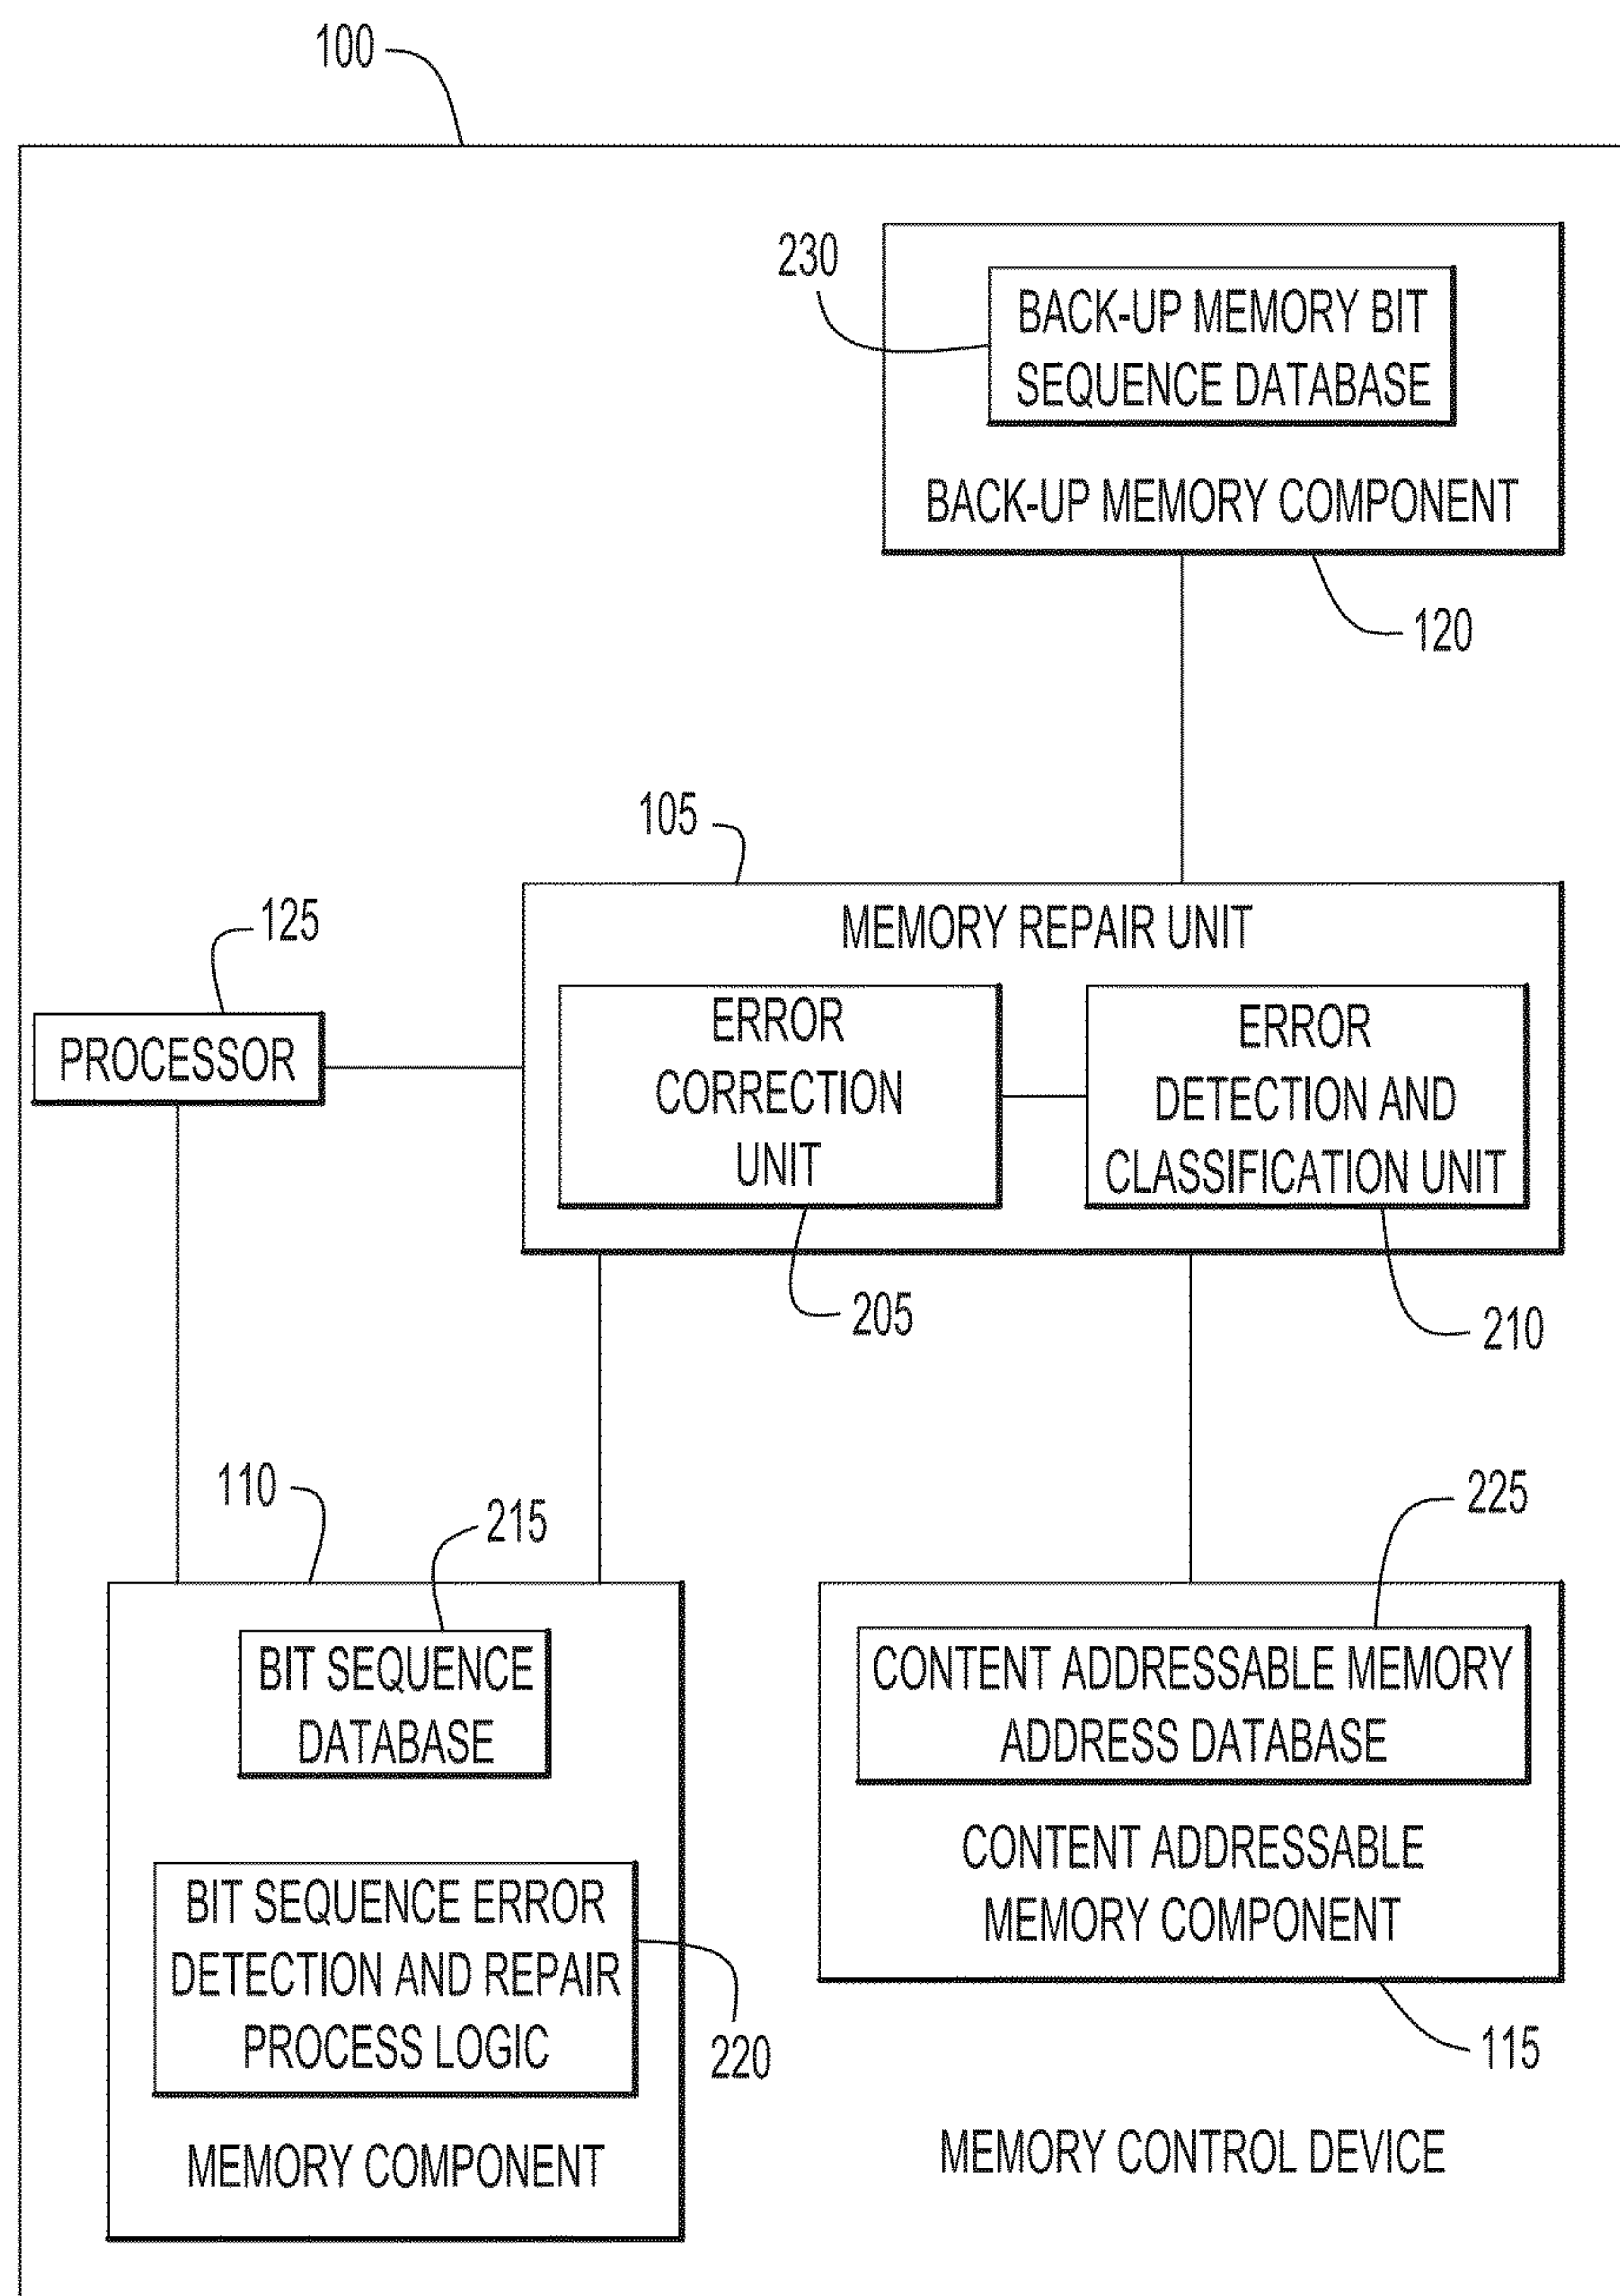 100
230
BACK-UP MEMORY BIT
SEQUENCE DATABASE
BACK-UP MEMORY COMPONENT
120
105
MEMORY REPAIR UNIT
125
PROCESSOR
ERROR
CORRECTION
UNIT
ERROR
DETECTION AND
CLASSIFICATION UNIT
205
210
110
215
225
BIT SEQUENCE
DATABASE
CONTENT ADDRESSABLE MEMORY
ADDRESS DATABASE
CONTENT ADDRESSABLE
MEMORY COMPONENT
BIT SEQUENCE ERROR
DETECTION AND REPAIR
PROCESS LOGIC
220
115
MEMORY COMPONENT
MEMORY CONTROL DEVICE